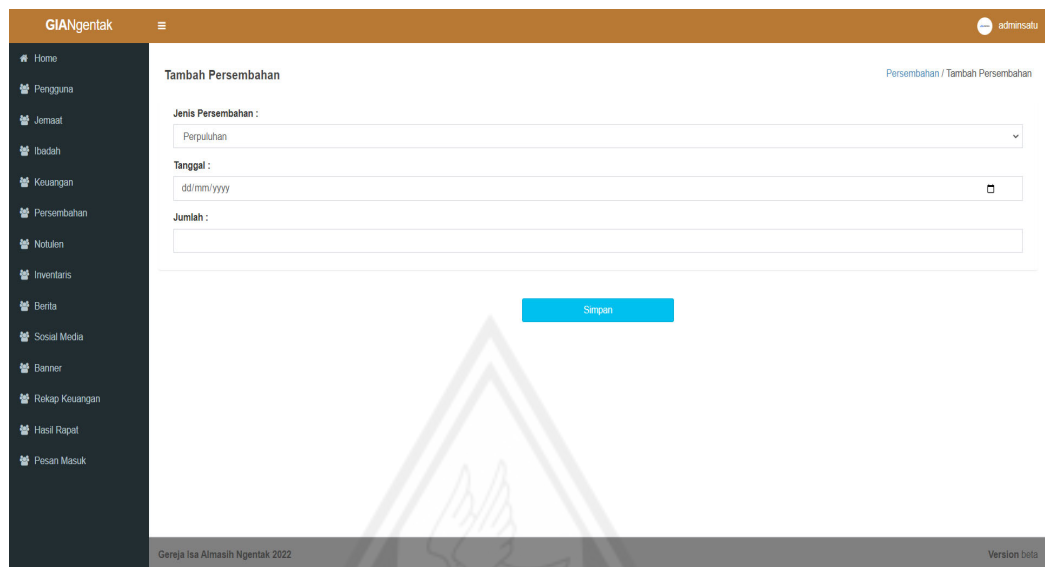 GIANgentak
adminsatu
Home
Pengguna
Jemaat
Ibadah
Keuangan
Persembahan
Notulen
Inventaris
Berita
Sosial Media
Banner
Rekap Keuangan
Hasil Rapat
Pesan Masuk
Tambah Persembahan
Persembahan / Tambah Persembahan
Jenis Persembahan :
Perpuluhan
Tanggal :
dd/mm/yyyy
Jumlah :
Simpan
Gereja Isa Almasih Ngentak 2022
Version beta